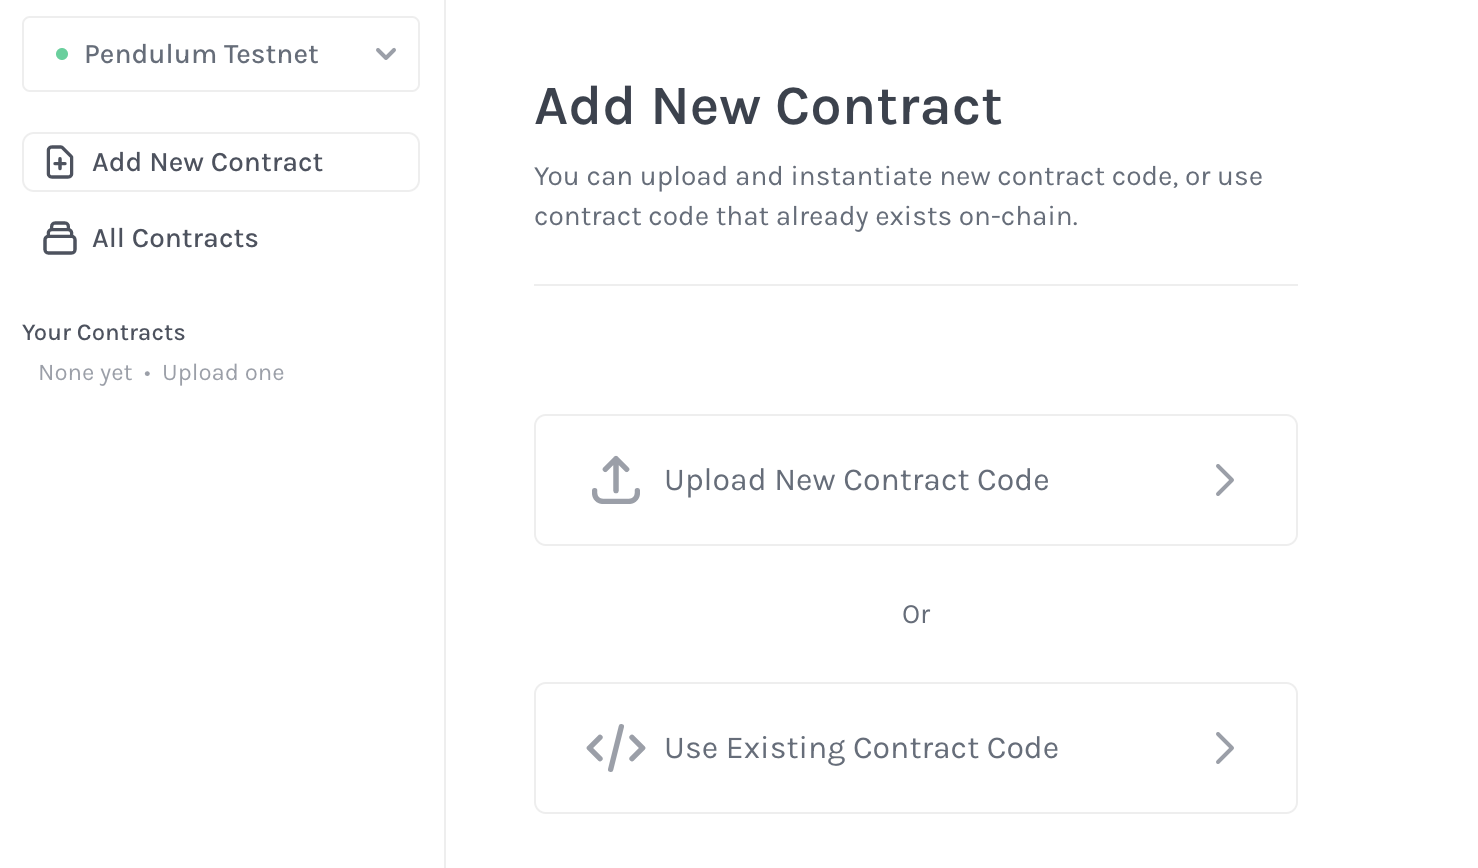 Pendulum Testnet
Add New Contract
All Contracts
Your Contracts
None yet • Upload one
Add New Contract
You can upload and instantiate new contract code, or use
contract code that already exists on-chain.
Upload New Contract Code
Or
Use Existing Contract Code